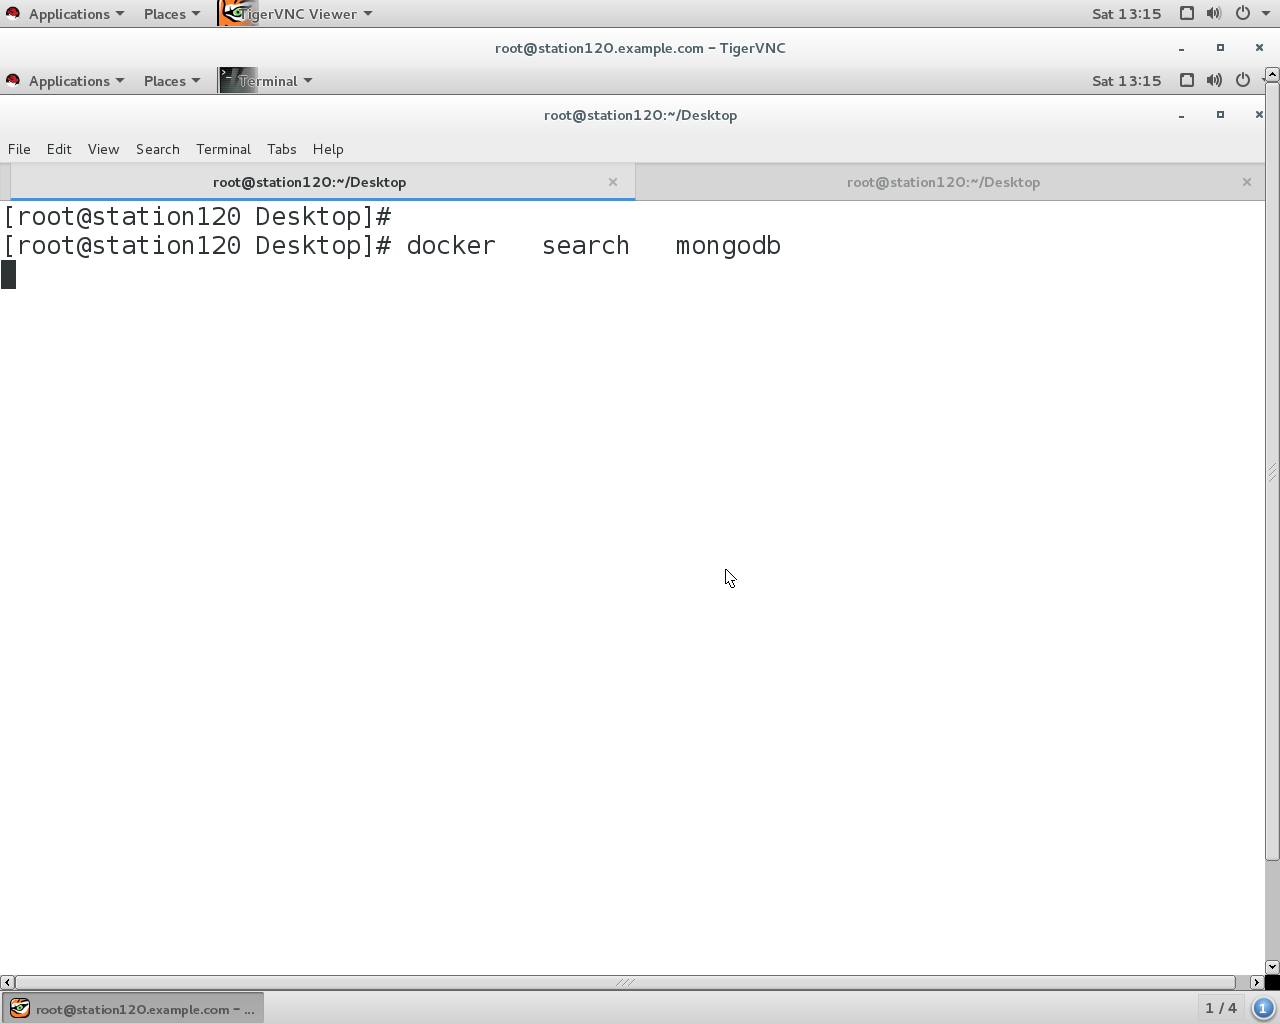 Applications Places TigerVNC Viewer Sat 13:15
root@station120.example.com – TigerVNC
Applications Places Terminal Sat 13:15
root@station120:~/Desktop
File Edit View Search Terminal Tabs Help
root@station120:~/Desktop root@station120:~/Desktop
[root@station120 Desktop]#
[root@station120 Desktop]# docker   search   mongodb
root@station120.example.com – ... 1 / 4 1